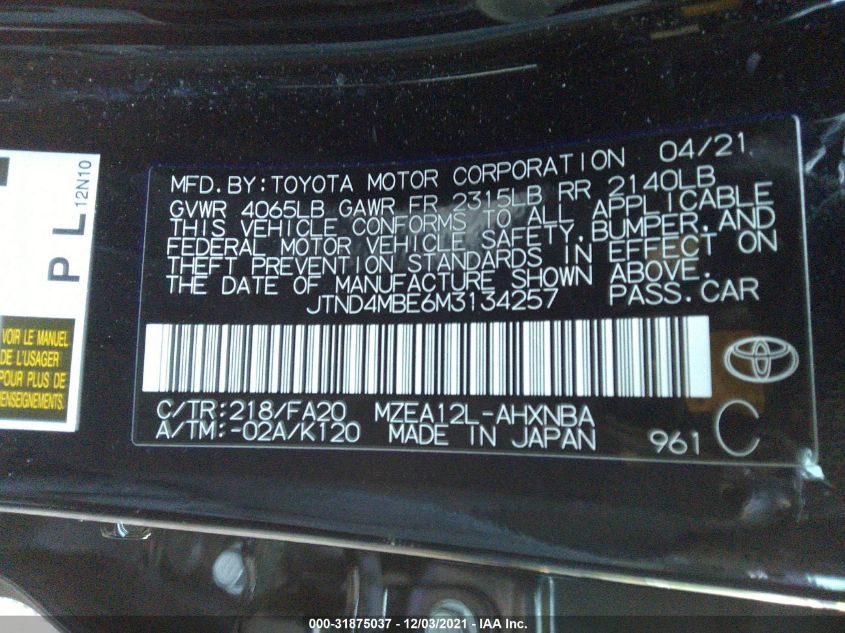 MFD.BY:TOYOTA MOTOR CORPORATION 04/21
GVWR 4065LB GAWR FR 2315LB RR 2140LB
THIS VEHICLE CONFORMS TO ALL APPLICABLE
FEDERAL MOTOR VEHICLE SAFETY,BUMPER,AND
THEFT PREVENTION STANDARDS IN EFFECT ON
THE DATE OF MANUFACTURE SHOWN ABOVE.
JTND4MBE6M3134257 PASS.CAR
C/TR:218/FA20 MZEA12L-AHXNBA
A/TM:-02A/K120 MADE IN JAPAN 961 C
PL 12N10
VOIR LE MANUEL
DE L'USAGER
POUR PLUS DE
RENSEIGNEMENTS
000-31875037 - 12/03/2021 - IAA Inc.